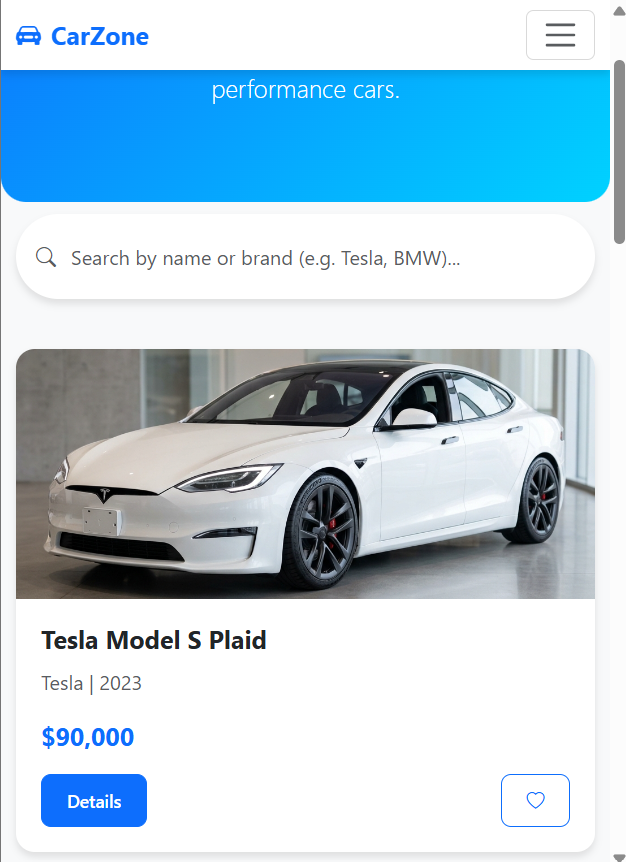 CarZone
performance cars.
Search by name or brand (e.g. Tesla, BMW)...
Tesla Model S Plaid
Tesla | 2023
$90,000
Details